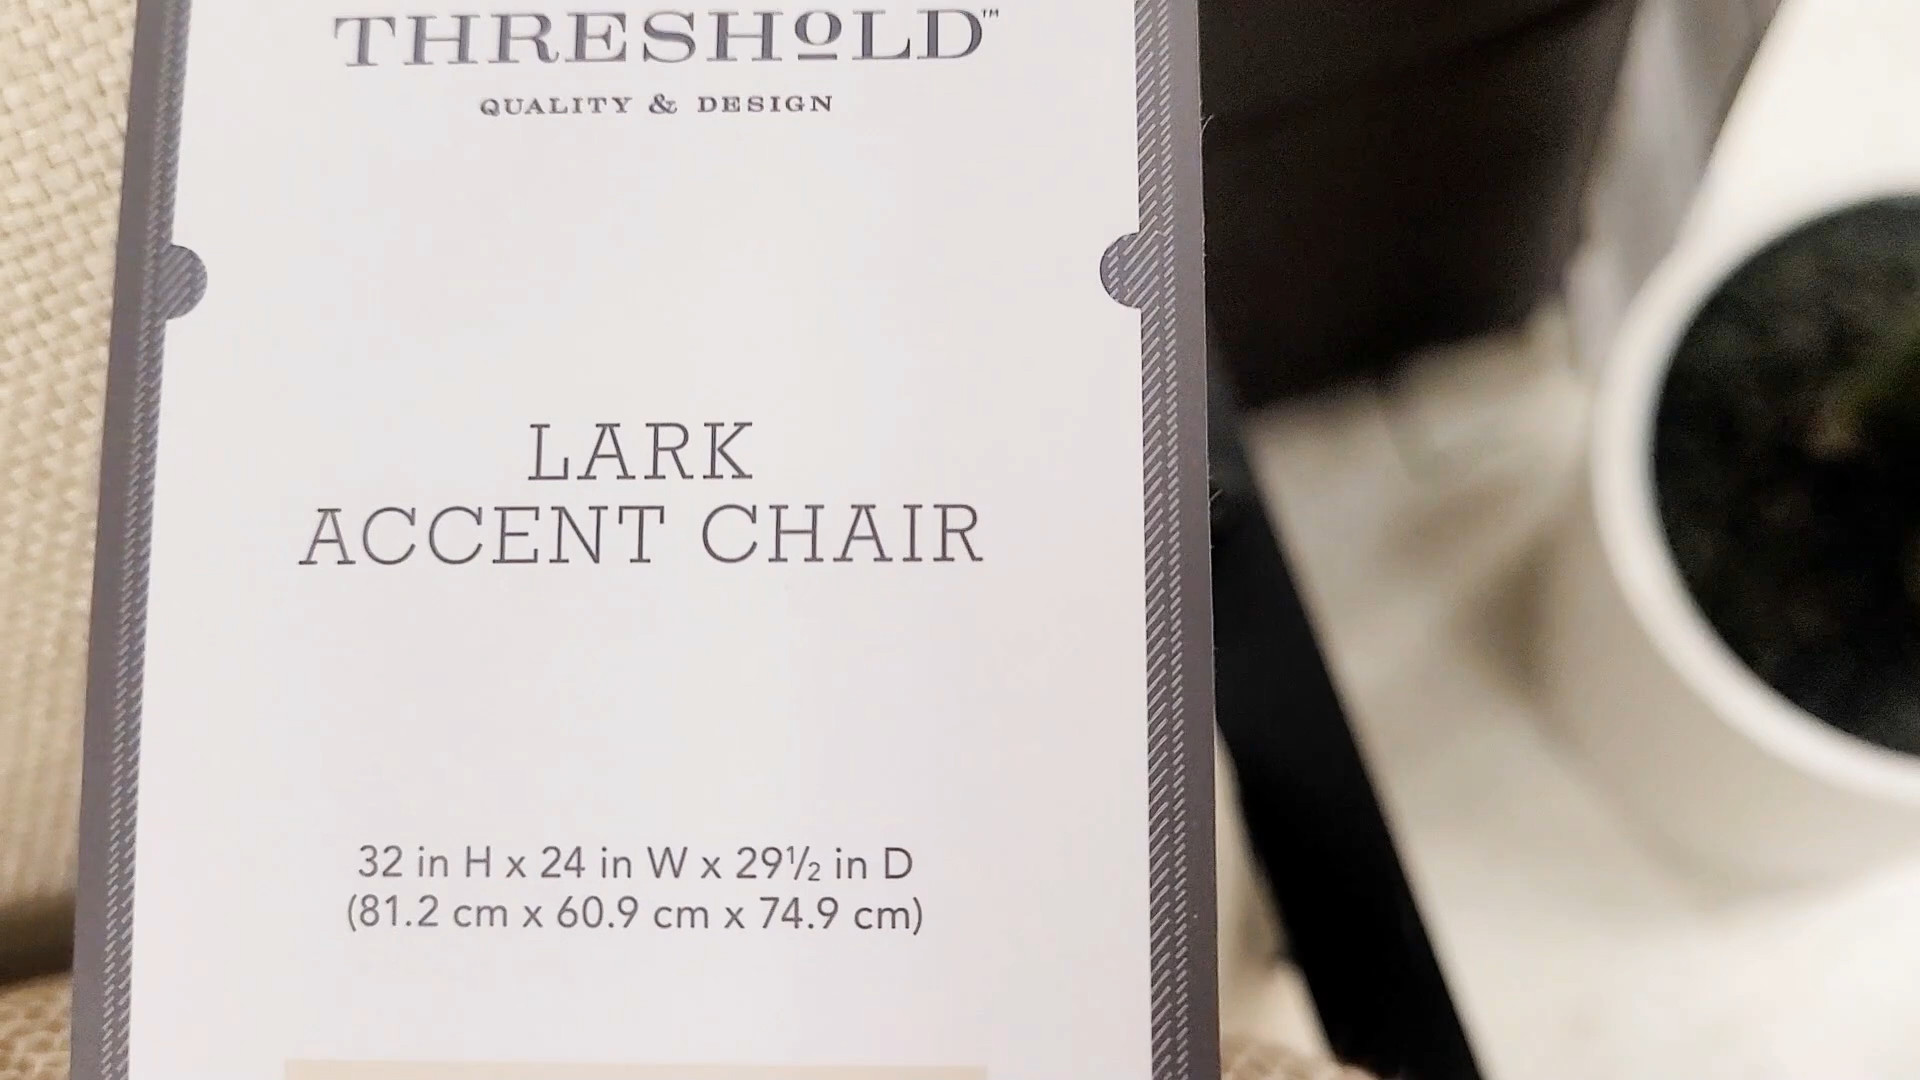 THRESHOLD™
QUALITY & DESIGN
LARK
ACCENT CHAIR
32 in H x 24 in W x 29½ in D
(81.2 cm x 60.9 cm x 74.9 cm)